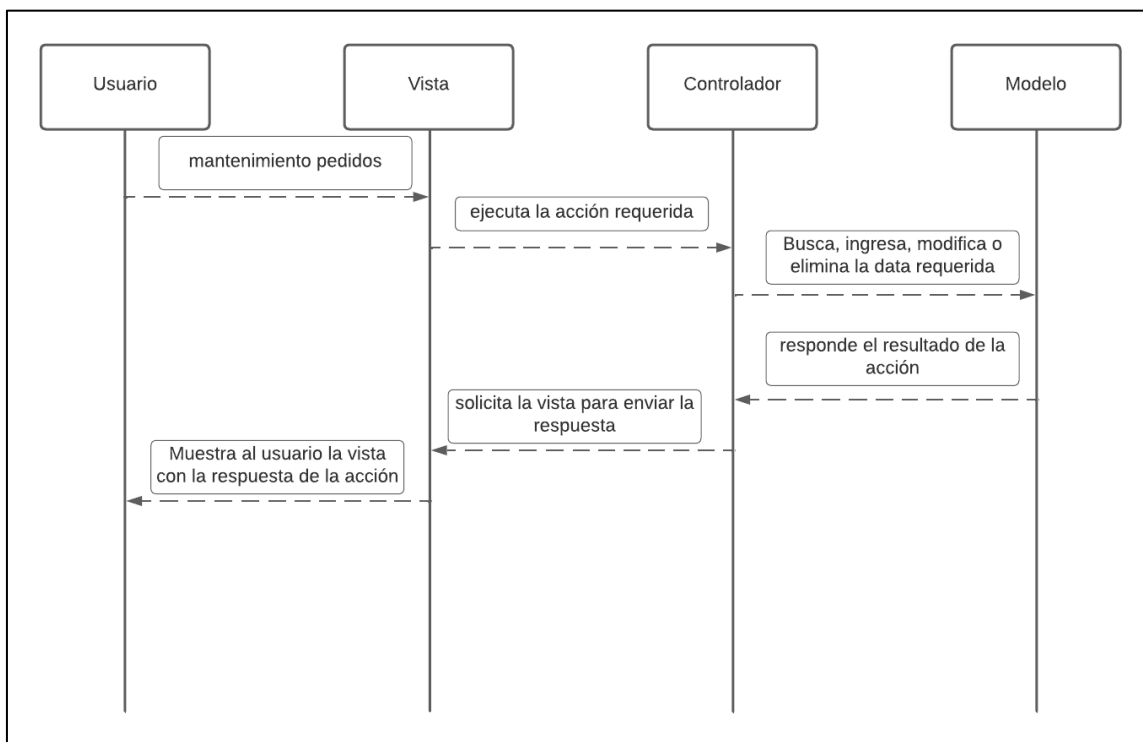 Usuario
Vista
Controlador
Modelo
mantenimiento pedidos
ejecuta la acción requerida
Busca, ingresa, modifica o
elimina la data requerida
responde el resultado de la
acción
solicita la vista para enviar la
respuesta
Muestra al usuario la vista
con la respuesta de la acción